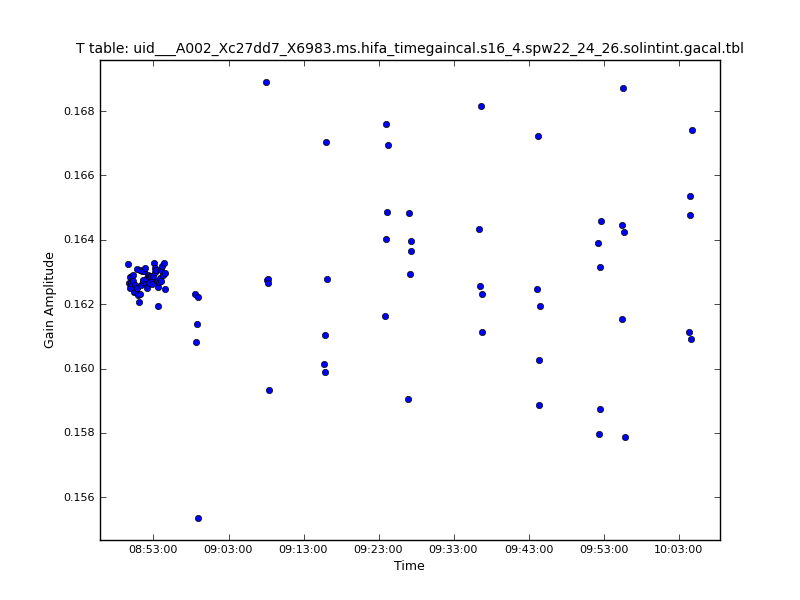 T table: uid___A002_Xc27dd7_X6983.ms.hifa_timegaincal.s16_4.spw22_24_26.solintint.gacal.tbl
Gain Amplitude
0.168
0.166
0.164
0.162
0.160
0.158
0.156
08:53:00 09:03:00 09:13:00 09:23:00 09:33:00 09:43:00 09:53:00 10:03:00
Time